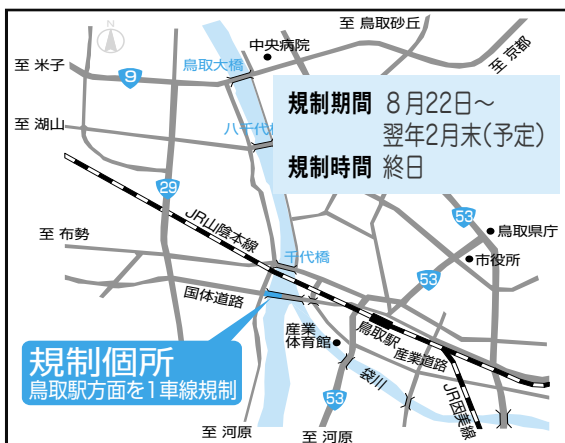 N
至 鳥取砂丘
中央病院
至 京都
至 米子
9
鳥取大橋
規制期間 8月22日〜
翌年2月末(予定)
規制時間 終日
至 湖山
八千代
29
53
JR山陰本線
鳥取県庁
至 布勢
千代橋
市役所
53
国体道路
鳥取駅
産業
体育館
産業道路
規制個所
鳥取駅方面を1車線規制
袋川
53
JR因美線
至 河原
至 河原